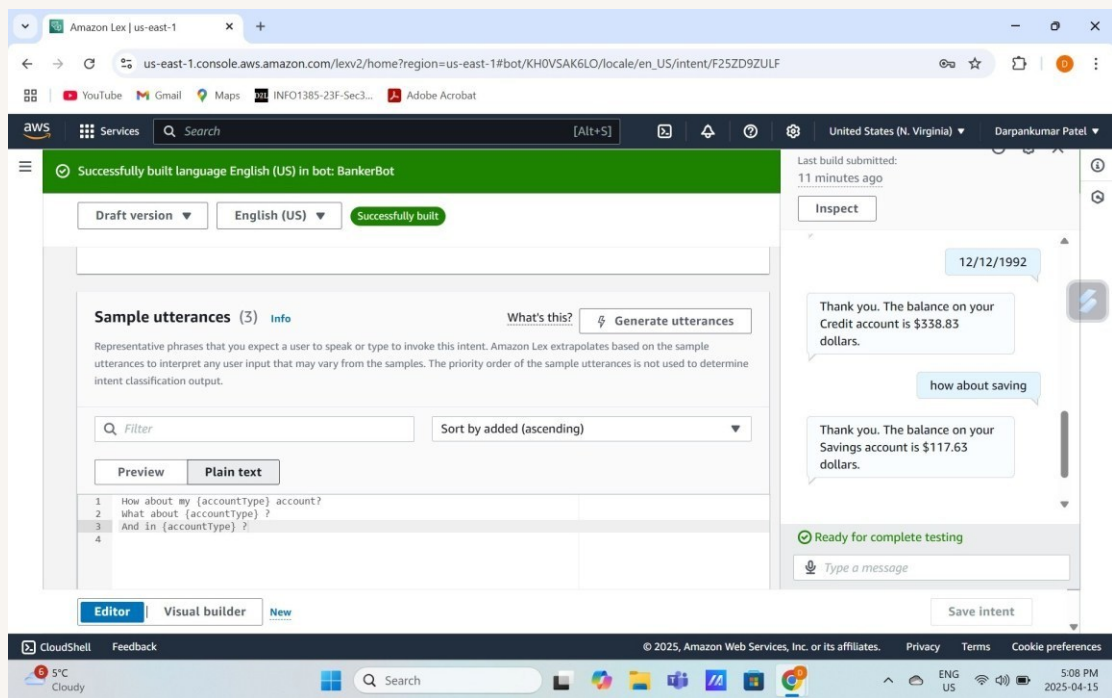 Amazon Lex | us-east-1
us-east-1.console.aws.amazon.com/lexv2/home?region=us-east-1#bot/KH0VSAK6LO/locale/en_US/intent/F25ZD9ZULF
D
YouTube Gmail Maps DZL INFO1385-23F-Sec3... Adobe Acrobat
aws Services Search [Alt+S] United States (N. Virginia) Darpankumar Patel
Successfully built language English (US) in bot: BankerBot
Draft version English (US) Successfully built
Last build submitted:
11 minutes ago
Inspect
Sample utterances (3) Info What's this? Generate utterances
Representative phrases that you expect a user to speak or type to invoke this intent. Amazon Lex extrapolates based on the sample
utterances to interpret any user input that may vary from the samples. The priority order of the sample utterances is not used to determine
intent classification output.
Filter Sort by added (ascending)
Preview Plain text
1 How about my {accountType} account?
2 What about {accountType} ?
3 And in {accountType} ?
4
12/12/1992
Thank you. The balance on your
Credit account is $338.83
dollars.
how about saving
Thank you. The balance on your
Savings account is $117.63
dollars.
Ready for complete testing
Type a message
Editor Visual builder New Save intent
CloudShell Feedback © 2025, Amazon Web Services, Inc. or its affiliates. Privacy Terms Cookie preferences
6 5°C
Cloudy
Search
ENG
US
5:08 PM
2025-04-15